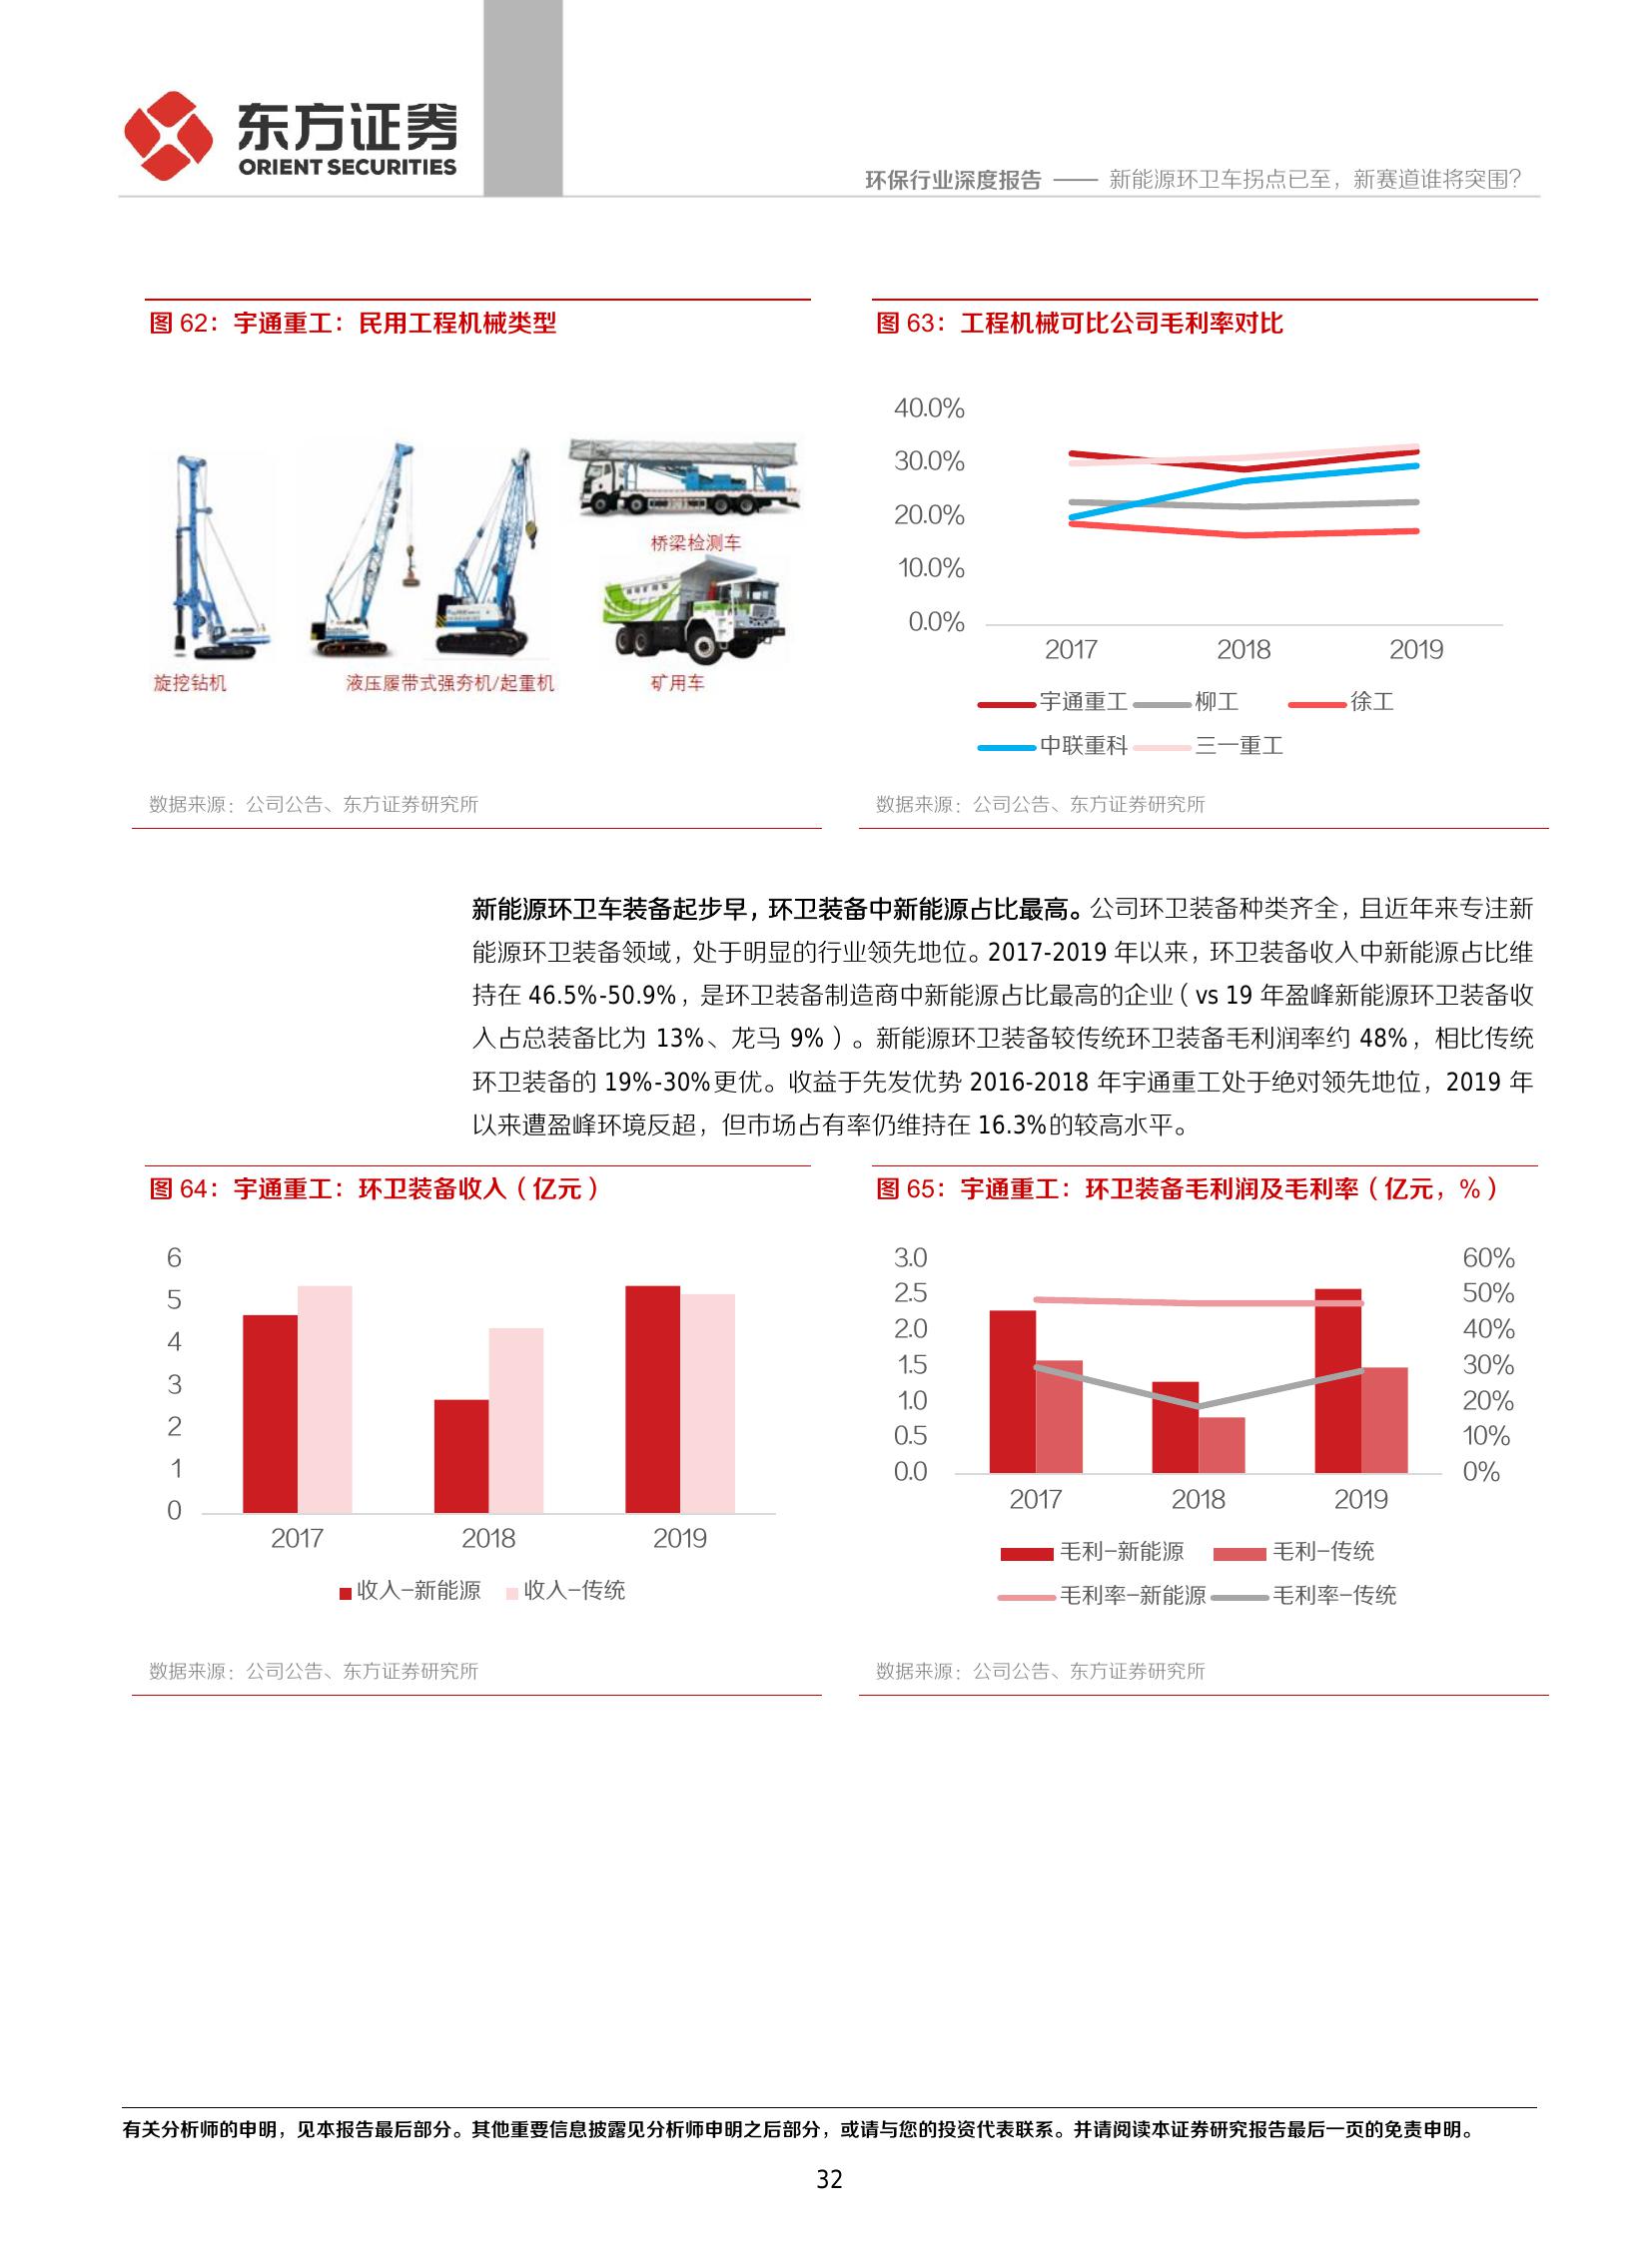 东方证券
ORIENT SECURITIES
环保行业深度报告 —— 新能源环卫车拐点已至，新赛道谁将突围？
图 62：宇通重工：民用工程机械类型
桥梁检测车
旋挖钻机
液压履带式强夯机/起重机
矿用车
数据来源：公司公告、东方证券研究所
图 63：工程机械可比公司毛利率对比
40.0%
30.0%
20.0%
10.0%
0.0%
2017 2018 2019
宇通重工 柳工 徐工
中联重科 三一重工
数据来源：公司公告、东方证券研究所
新能源环卫车装备起步早，环卫装备中新能源占比最高。公司环卫装备种类齐全，且近年来专注新
能源环卫装备领域，处于明显的行业领先地位。2017-2019 年以来，环卫装备收入中新能源占比维
持在 46.5%-50.9%，是环卫装备制造商中新能源占比最高的企业（vs 19 年盈峰新能源环卫装备收
入占总装备比为 13%、龙马 9%）。新能源环卫装备较传统环卫装备毛利润率约 48%，相比传统
环卫装备的 19%-30%更优。收益于先发优势 2016-2018 年宇通重工处于绝对领先地位，2019 年
以来遭盈峰环境反超，但市场占有率仍维持在 16.3%的较高水平。
图 64：宇通重工：环卫装备收入（亿元）
6
5
4
3
2
1
0
2017 2018 2019
收入-新能源 收入-传统
数据来源：公司公告、东方证券研究所
图 65：宇通重工：环卫装备毛利润及毛利率（亿元，%）
3.0 60%
2.5 50%
2.0 40%
1.5 30%
1.0 20%
0.5 10%
0.0 0%
2017 2018 2019
毛利-新能源 毛利-传统
毛利率-新能源 毛利率-传统
数据来源：公司公告、东方证券研究所
有关分析师的申明，见本报告最后部分。其他重要信息披露见分析师申明之后部分，或请与您的投资代表联系。并请阅读本证券研究报告最后一页的免责申明。
32